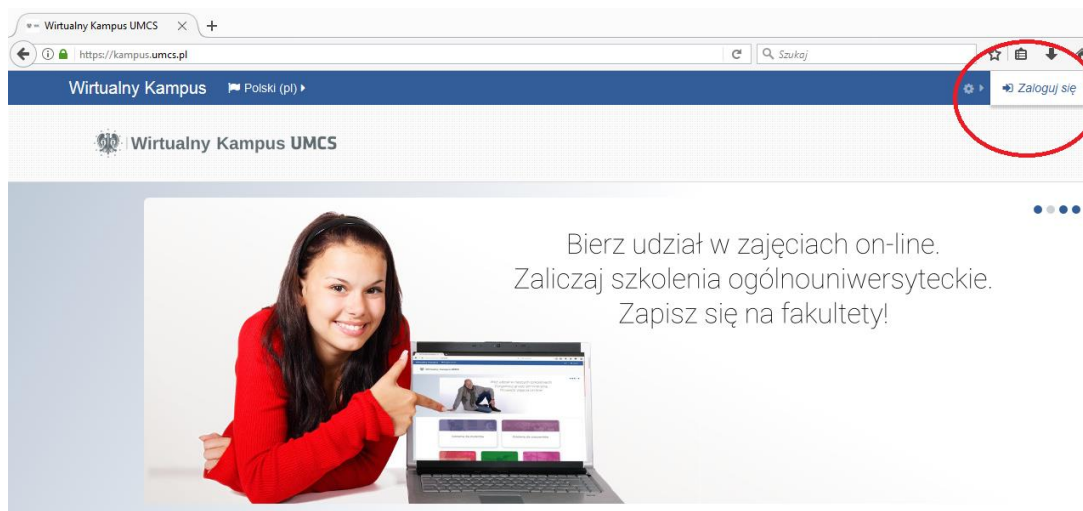 Wirtualny Kampus UMCS
https://kampus.umcs.pl
Szukaj
Wirtualny Kampus Polski (pl)
Zaloguj się
Wirtualny Kampus UMCS
Bierz udział w zajęciach on-line.
Zaliczaj szkolenia ogólnouniwersyteckie.
Zapisz się na fakultety!